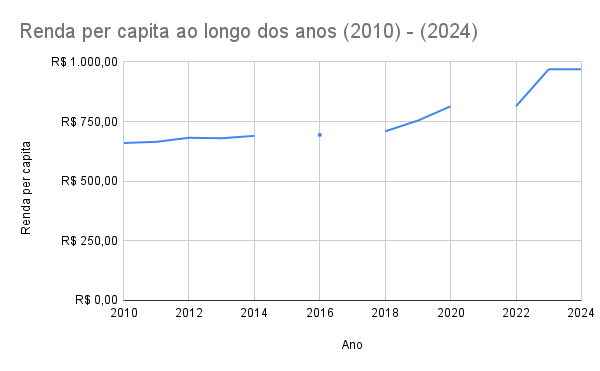 Renda per capita ao longo dos anos (2010) - (2024)
R$ 1.000,00
R$ 750,00
R$ 500,00
R$ 250,00
R$ 0,00
Renda per capita
2010 2012 2014 2016 2018 2020 2022 2024
Ano